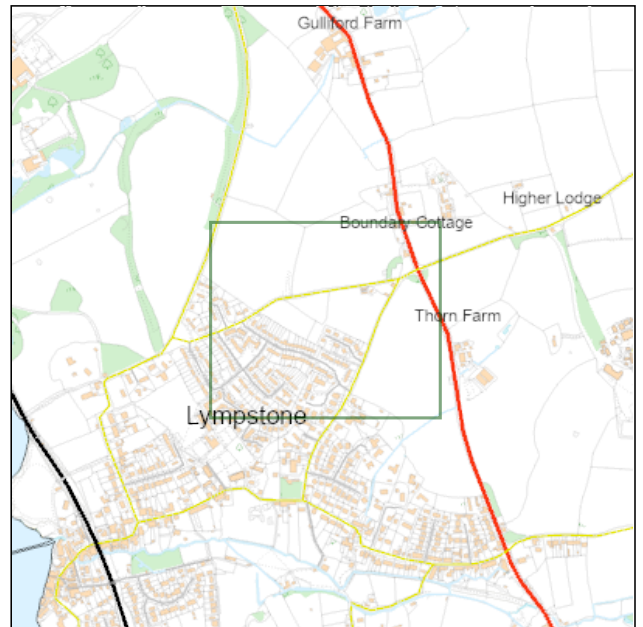 Gulliford Farm
Higher Lodge
Boundary Cottage
Thorn Farm
Lympstone